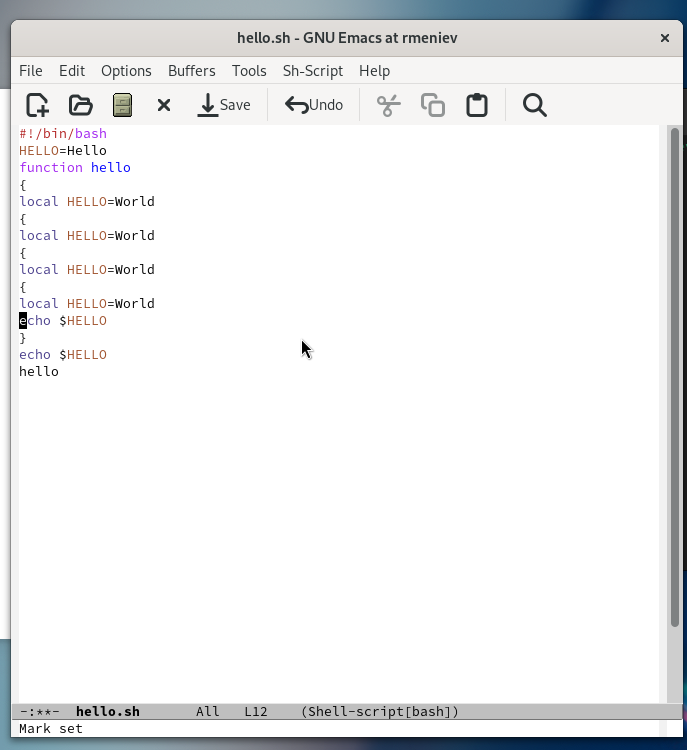 hello.sh - GNU Emacs at rmeniev
File Edit Options Buffers Tools Sh-Script Help
Save Undo
#!/bin/bash
HELLO=Hello
function hello
{
local HELLO=World
{
local HELLO=World
{
local HELLO=World
{
local HELLO=World
echo $HELLO
}
echo $HELLO
hello
-:**- hello.sh All L12 (Shell-script[bash])
Mark set